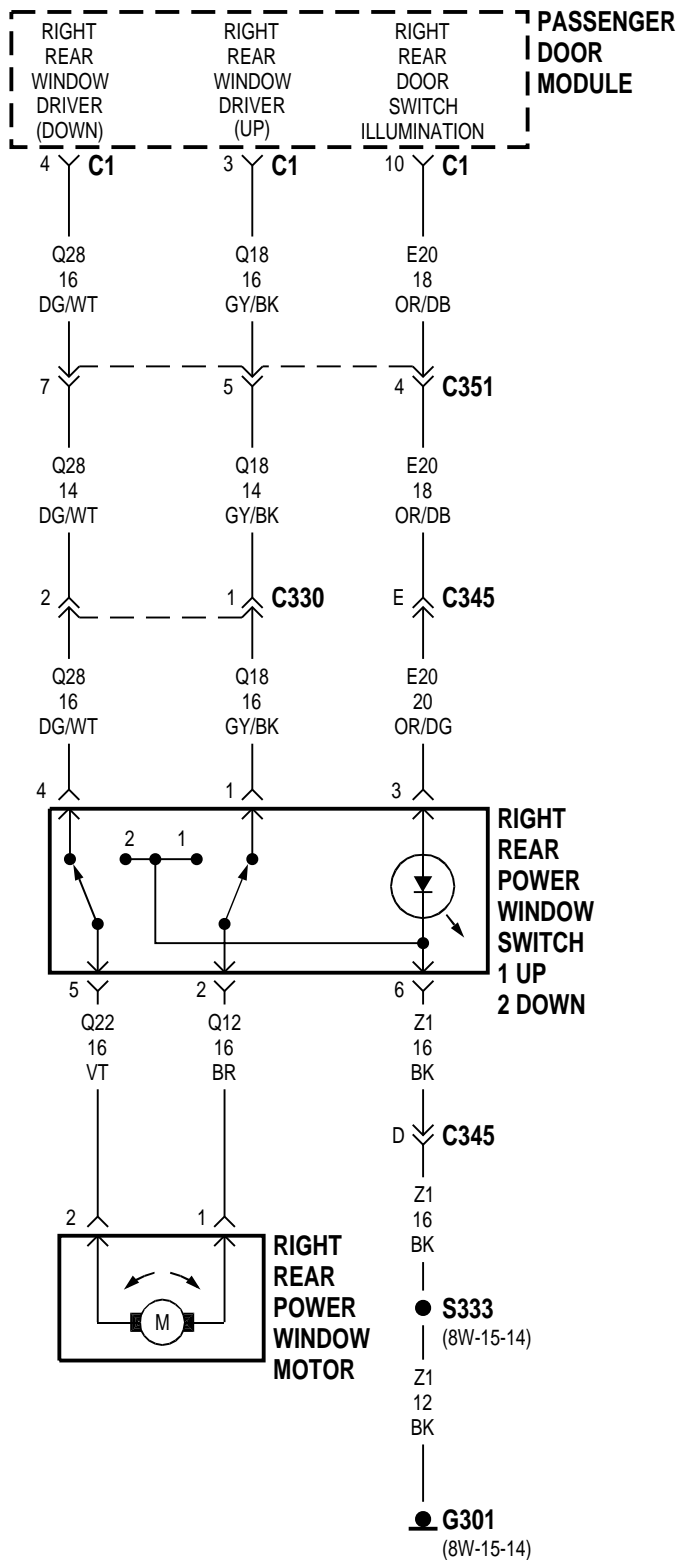 RIGHT
REAR
WINDOW
DRIVER
(DOWN)
RIGHT
REAR
WINDOW
DRIVER
(UP)
RIGHT
REAR
DOOR
SWITCH
ILLUMINATION
PASSENGER
DOOR
MODULE
4 C1
3 C1
10 C1
Q28
16
DG/WT
Q18
16
GY/BK
E20
18
OR/DB
7
5
4 C351
Q28
14
DG/WT
Q18
14
GY/BK
E20
18
OR/DB
2
1 C330
E C345
Q28
16
DG/WT
Q18
16
GY/BK
E20
20
OR/DG
4
1
3
2 1
RIGHT
REAR
POWER
WINDOW
SWITCH
1 UP
2 DOWN
5
2
6
Q22
16
VT
Q12
16
BR
Z1
16
BK
D C345
Z1
16
BK
2
1
M
RIGHT
REAR
POWER
WINDOW
MOTOR
S333
(8W-15-14)
Z1
12
BK
G301
(8W-15-14)